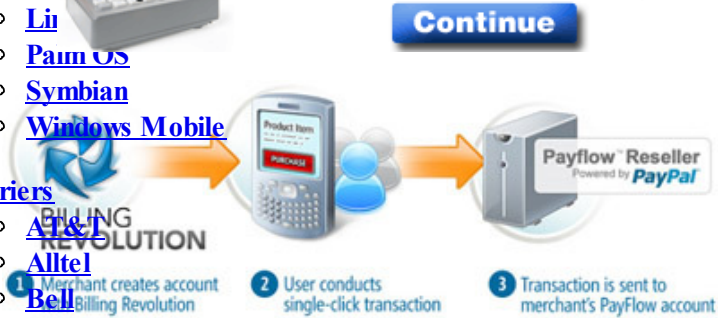 Continue
Palm OS
Symbian
Windows Mobile
Product Item
PURCHASE
Payflow™ Reseller
Powered by PayPal
BILLING
REVOLUTION
AT&T
Alltel
Bell
1 Merchant creates account
with Billing Revolution
2 User conducts
single-click transaction
3 Transaction is sent to
merchant's PayFlow account